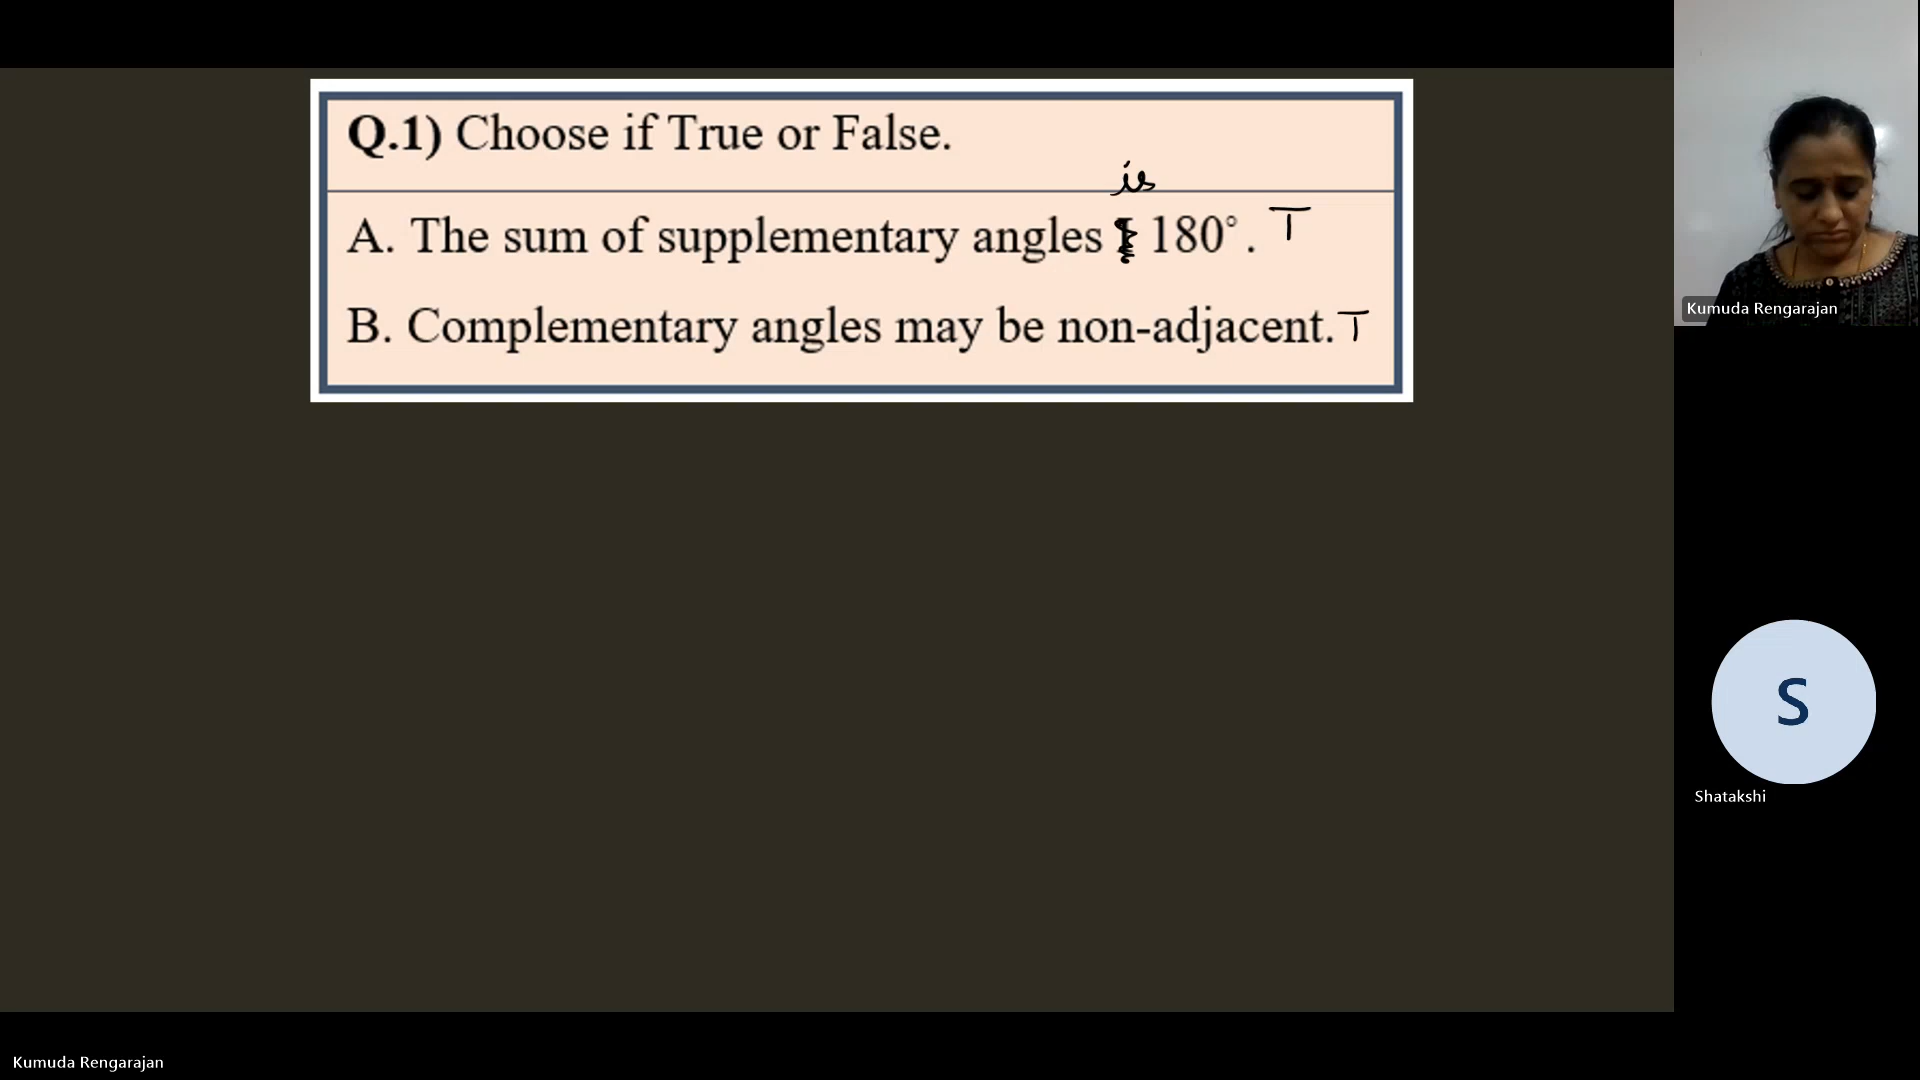 Q.1) Choose if True or False.
is
A. The sum of supplementary angles 180°. T
B. Complementary angles may be non-adjacent. T
Kumuda Rengarajan
S
Shatakshi
Kumuda Rengarajan